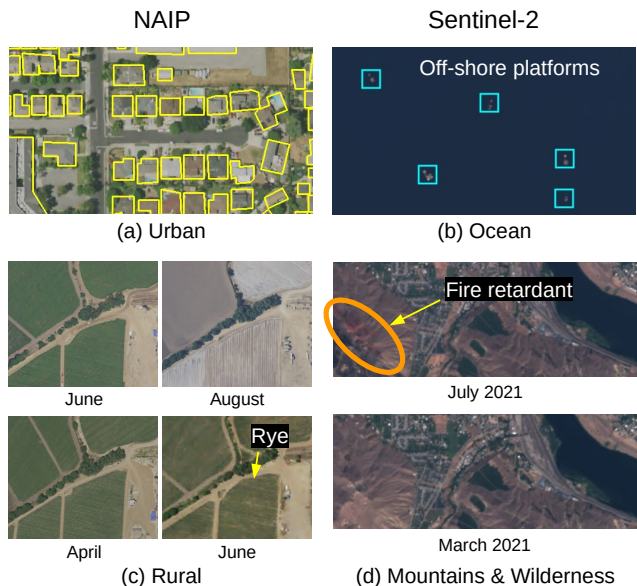 NAIP
Sentinel-2
Off-shore platforms
(a) Urban
(b) Ocean
Fire retardant
June
August
July 2021
Rye
April
June
March 2021
(c) Rural
(d) Mountains & Wilderness